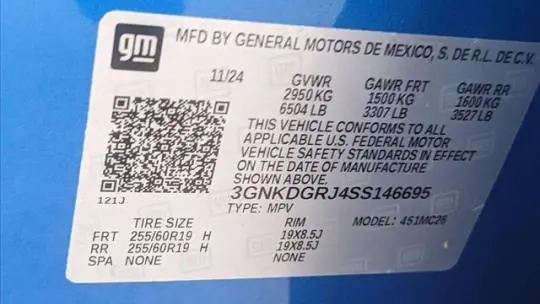 gm
MFD BY GENERAL MOTORS DE MEXICO, S. DE R.L. DE C.V.
11/24 GVWR GAWR FRT GAWR RR
2950 KG 1500 KG 1600 KG
6504 LB 3307 LB 3527 LB
THIS VEHICLE CONFORMS TO ALL
APPLICABLE U.S. FEDERAL MOTOR
VEHICLE SAFETY STANDARDS IN EFFECT
ON THE DATE OF MANUFACTURE
SHOWN ABOVE.
121J 3GNKDGRJ4SS146695
TYPE: MPV MODEL: 451MC26
TIRE SIZE RIM
FRT 255/60R19 H 19X8.5J
RR 255/60R19 H 19X8.5J
SPA NONE NONE